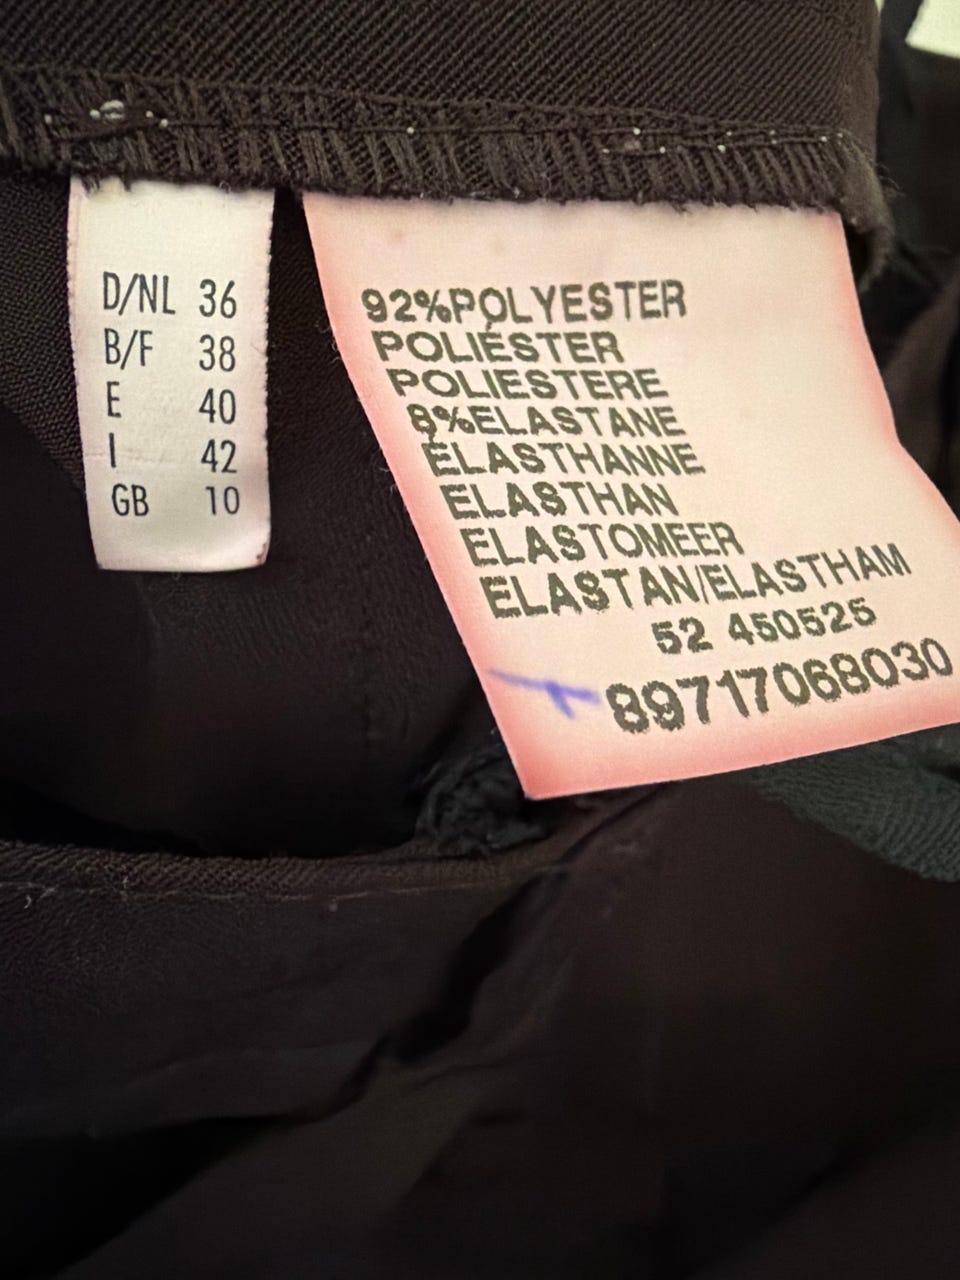 D/NL 36
B/F 38
E 40
I 42
GB 10
92%POLYESTER
POLIÉSTER
POLIESTERE
8%ELASTANE
ÉLASTHANNE
ELASTHAN
ELASTOMEER
ELASTAN/ELASTHAM
52 450525
89717068030